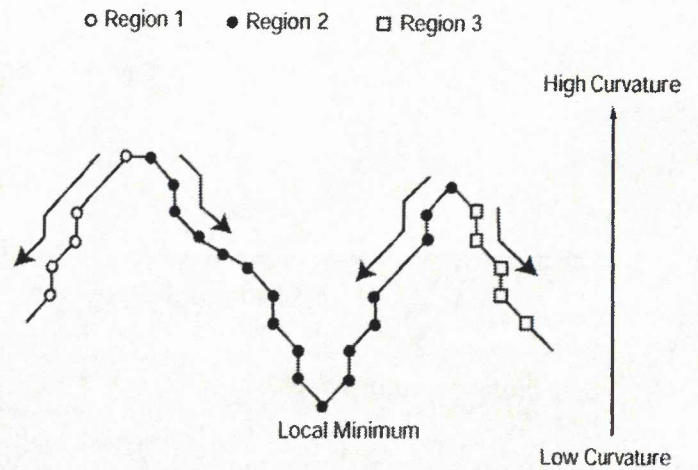 Region 1 Region 2 Region 3
High Curvature
Local Minimum
Low Curvature